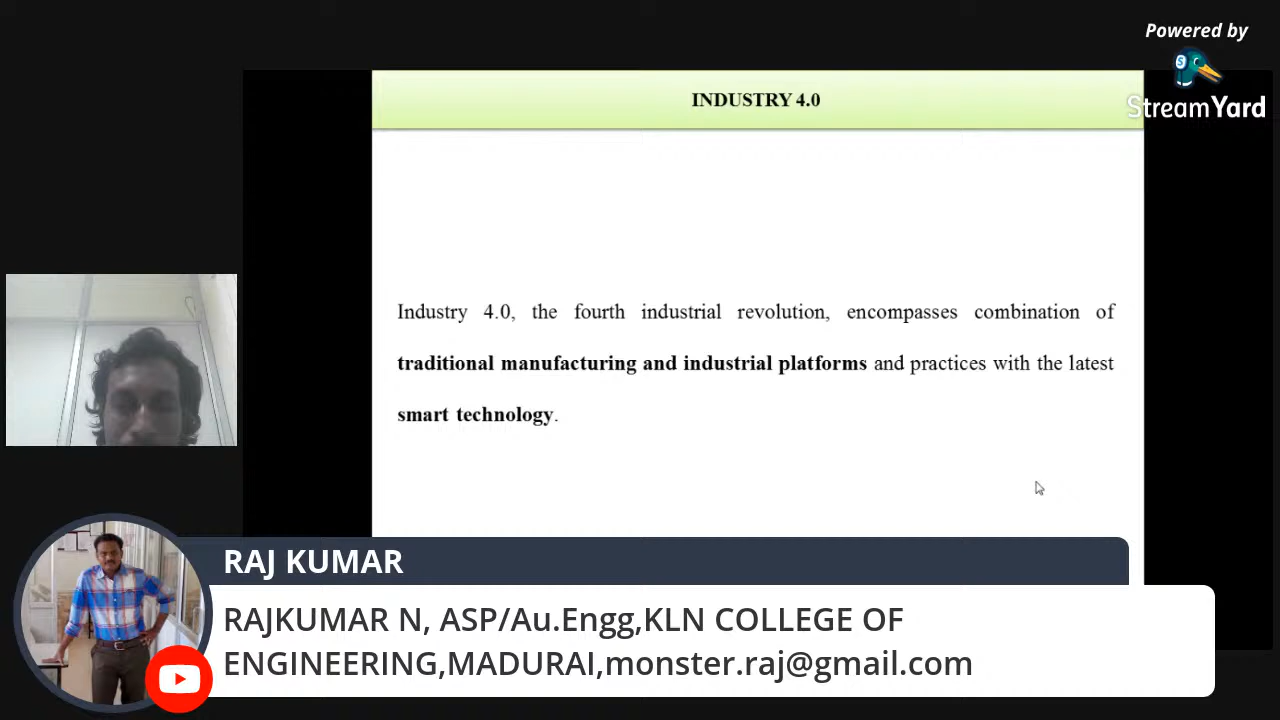 Powered by
StreamYard
INDUSTRY 4.0
Industry 4.0, the fourth industrial revolution, encompasses combination of
traditional manufacturing and industrial platforms and practices with the latest
smart technology.
RAJ KUMAR
RAJKUMAR N, ASP/Au.Engg,KLN COLLEGE OF
ENGINEERING,MADURAI,monster.raj@gmail.com